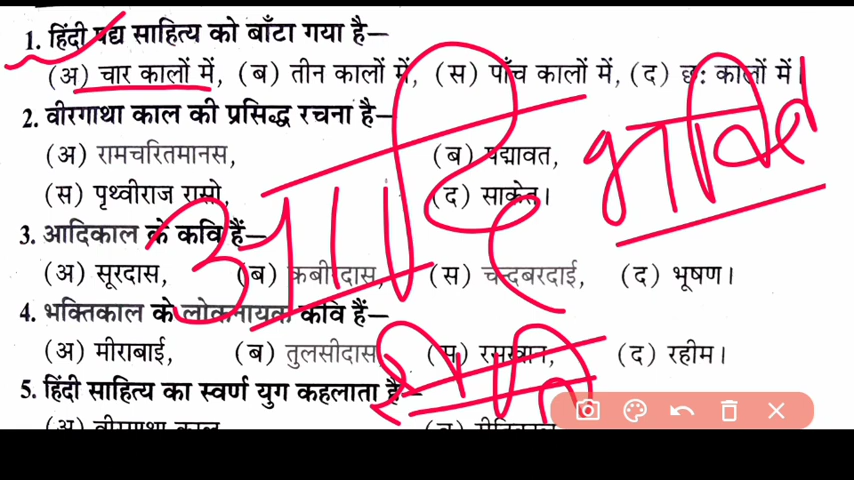 1. हिंदी पद्य साहित्य को बाँटा गया है—
(अ) चार कालों में, (ब) तीन कालों में, (स) पाँच कालों में, (द) छः कालों में।
2. वीरगाथा काल की प्रसिद्ध रचना है—
(अ) रामचरितमानस, (ब) पद्मावत,
(स) पृथ्वीराज रासो, (द) साकेत।
3. आदिकाल के कवि हैं—
(अ) सूरदास, (ब) कबीरदास, (स) चन्दबरदाई, (द) भूषण।
4. भक्तिकाल के लोकनायक कवि हैं—
(अ) मीराबाई, (ब) तुलसीदास (स) रसखान, (द) रहीम।
5. हिंदी साहित्य का स्वर्ण युग कहलाता है—
(अ) वीरगाथा काल
आदि